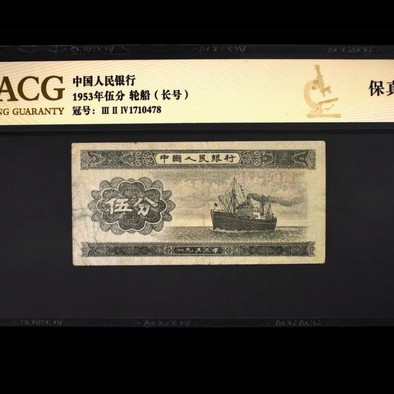 ACG
NG GUARANTY
中国人民银行
1953年伍分 轮船（长号）
冠号： III II IV1710478
保真
中國人民銀行
伍分
一九五三年